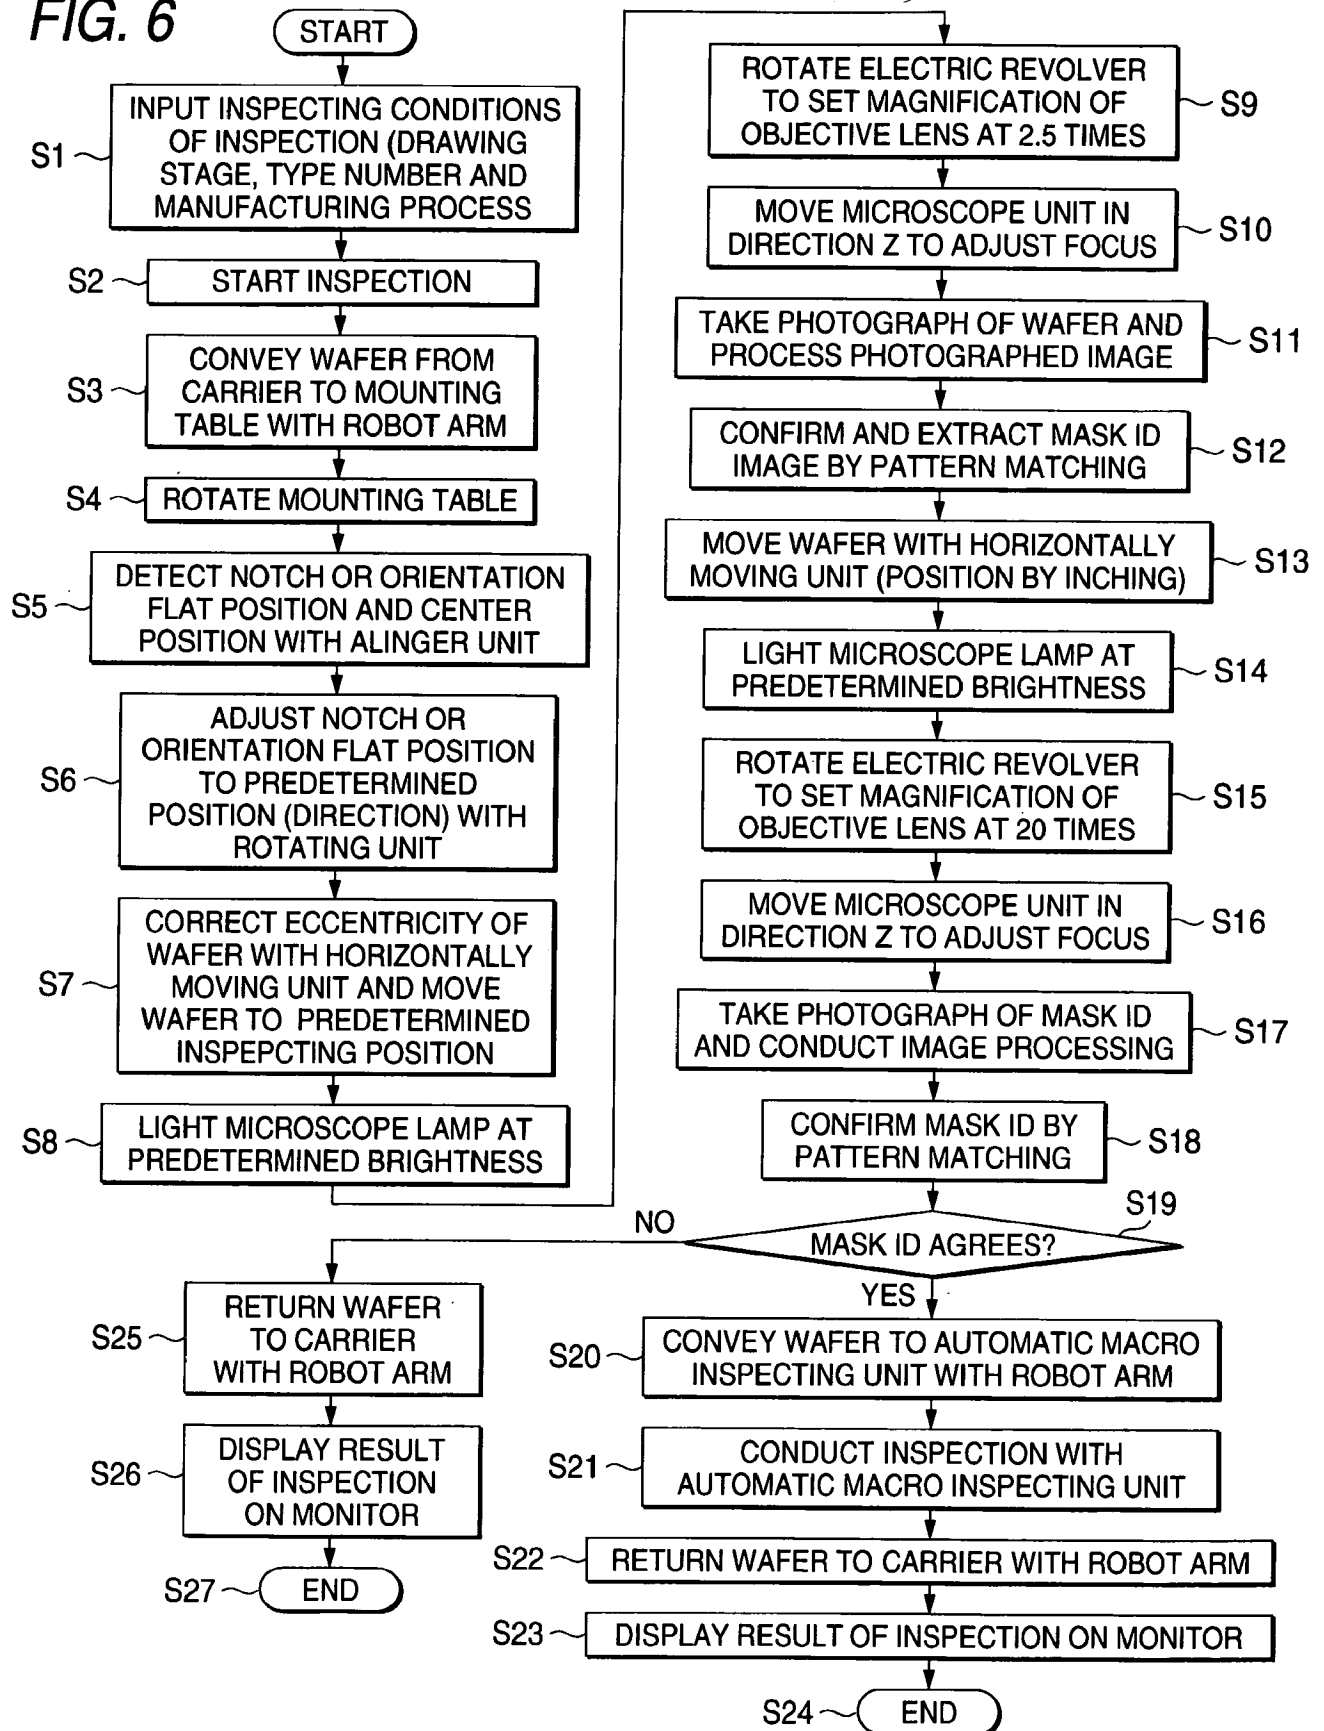 FIG. 6
START
S1
INPUT INSPECTING CONDITIONS
OF INSPECTION (DRAWING
STAGE, TYPE NUMBER AND
MANUFACTURING PROCESS
S2
START INSPECTION
S3
CONVEY WAFER FROM
CARRIER TO MOUNTING
TABLE WITH ROBOT ARM
S4
ROTATE MOUNTING TABLE
S5
DETECT NOTCH OR ORIENTATION
FLAT POSITION AND CENTER
POSITION WITH ALINGER UNIT
S6
ADJUST NOTCH OR
ORIENTATION FLAT POSITION
TO PREDETERMINED
POSITION (DIRECTION) WITH
ROTATING UNIT
S7
CORRECT ECCENTRICITY OF
WAFER WITH HORIZONTALLY
MOVING UNIT AND MOVE
WAFER TO PREDETERMINED
INSPEPCTING POSITION
S8
LIGHT MICROSCOPE LAMP AT
PREDETERMINED BRIGHTNESS
ROTATE ELECTRIC REVOLVER
TO SET MAGNIFICATION OF
OBJECTIVE LENS AT 2.5 TIMES
S9
MOVE MICROSCOPE UNIT IN
DIRECTION Z TO ADJUST FOCUS
S10
TAKE PHOTOGRAPH OF WAFER AND
PROCESS PHOTOGRAPHED IMAGE
S11
CONFIRM AND EXTRACT MASK ID
IMAGE BY PATTERN MATCHING
S12
MOVE WAFER WITH HORIZONTALLY
MOVING UNIT (POSITION BY INCHING)
S13
LIGHT MICROSCOPE LAMP AT
PREDETERMINED BRIGHTNESS
S14
ROTATE ELECTRIC REVOLVER
TO SET MAGNIFICATION OF
OBJECTIVE LENS AT 20 TIMES
S15
MOVE MICROSCOPE UNIT IN
DIRECTION Z TO ADJUST FOCUS
S16
TAKE PHOTOGRAPH OF MASK ID
AND CONDUCT IMAGE PROCESSING
S17
CONFIRM MASK ID BY
PATTERN MATCHING
S18
S19
MASK ID AGREES?
NO
YES
S20
CONVEY WAFER TO AUTOMATIC MACRO
INSPECTING UNIT WITH ROBOT ARM
S21
CONDUCT INSPECTION WITH
AUTOMATIC MACRO INSPECTING UNIT
S22
RETURN WAFER TO CARRIER WITH ROBOT ARM
S23
DISPLAY RESULT OF INSPECTION ON MONITOR
S24
END
S25
RETURN WAFER
TO CARRIER
WITH ROBOT ARM
S26
DISPLAY RESULT
OF INSPECTION
ON MONITOR
S27
END